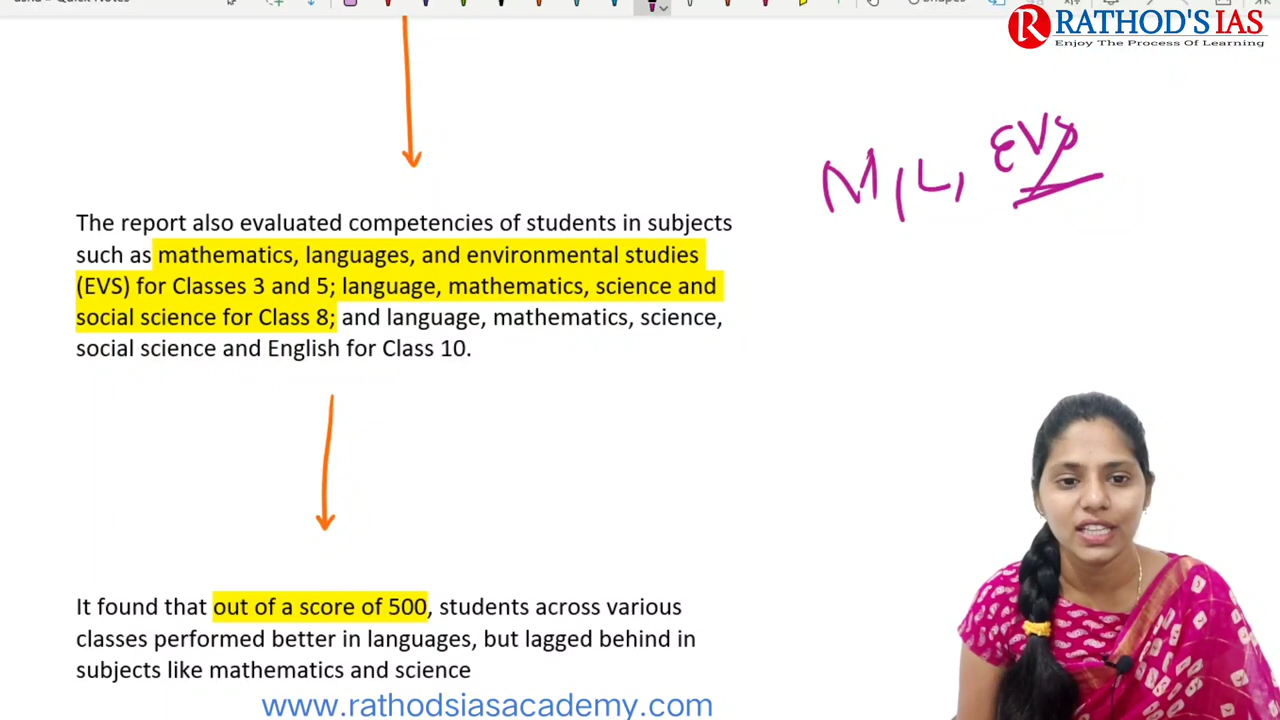 RATHOD'S IAS
Enjoy The Process Of Learning
M, L, EVS
The report also evaluated competencies of students in subjects
such as mathematics, languages, and environmental studies
(EVS) for Classes 3 and 5; language, mathematics, science and
social science for Class 8; and language, mathematics, science,
social science and English for Class 10.
It found that out of a score of 500, students across various
classes performed better in languages, but lagged behind in
subjects like mathematics and science
www.rathodsiasacademy.com